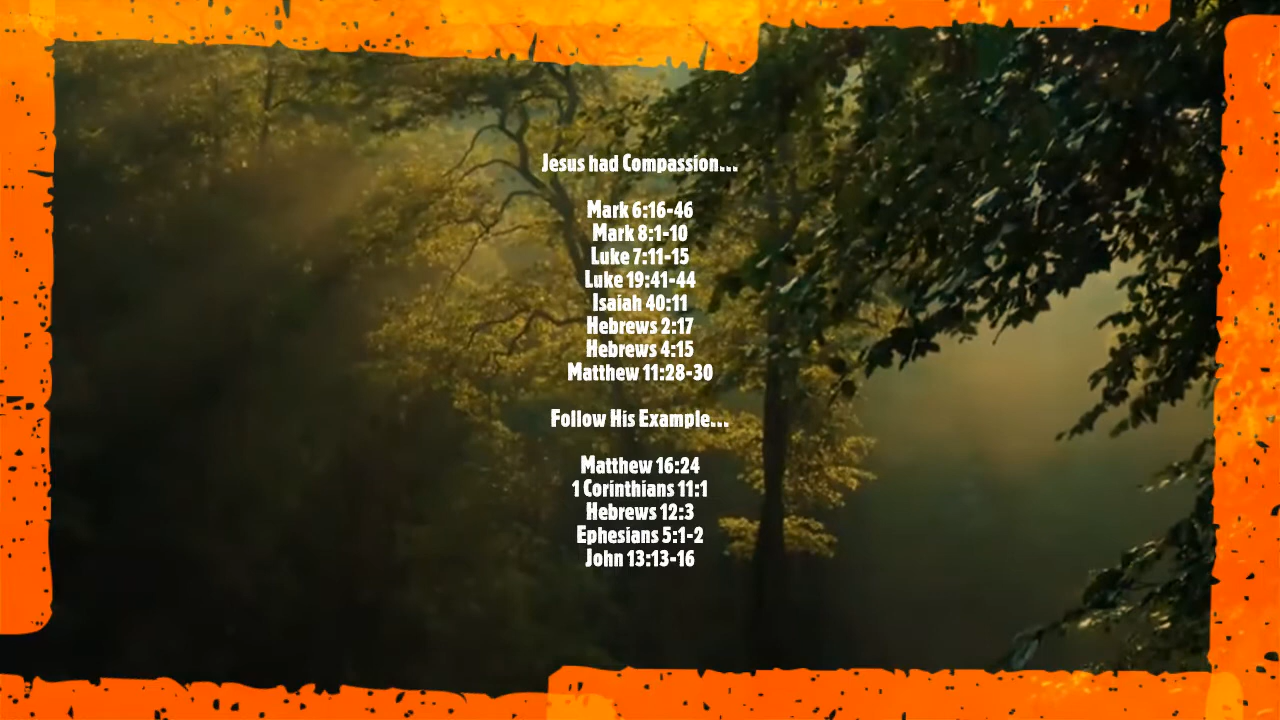 Jesus had Compassion...
Mark 6:16-46
Mark 8:1-10
Luke 7:11-15
Luke 19:41-44
Isaiah 40:11
Hebrews 2:17
Hebrews 4:15
Matthew 11:28-30
Follow His Example...
Matthew 16:24
1 Corinthians 11:1
Hebrews 12:3
Ephesians 5:1-2
John 13:13-16